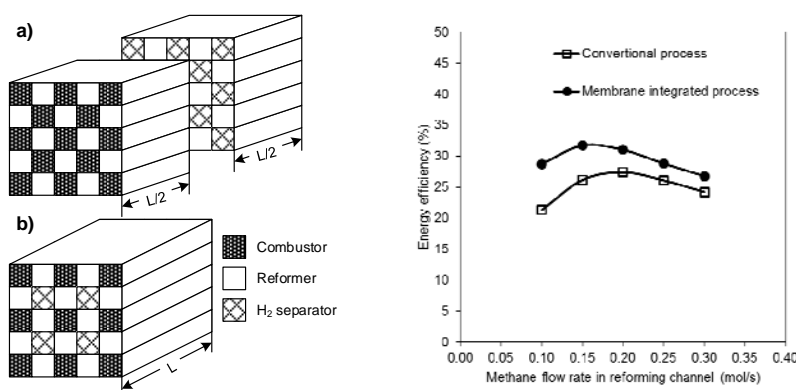 a)
L/2
L/2
b)
Combustor
Reformer
H₂ separator
L
Convertional process
Membrane integrated process
Energy efficiency (%)
50
45
40
35
30
25
20
15
10
5
0
0.00 0.05 0.10 0.15 0.20 0.25 0.30 0.35 0.40
Methane flow rate in reforming channel (mol/s)